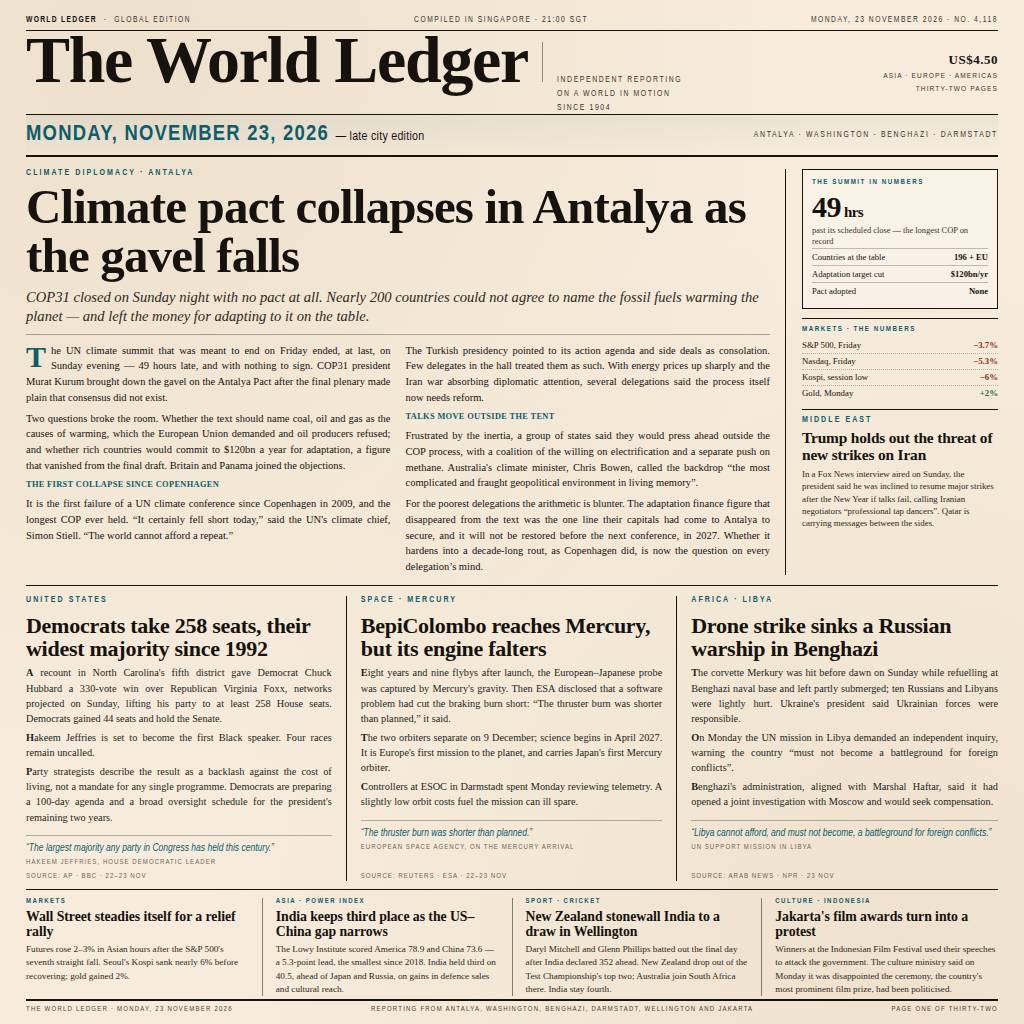 WORLD LEDGER · GLOBAL EDITION
COMPILED IN SINGAPORE · 21:00 SGT
MONDAY, 23 NOVEMBER 2026 · NO. 4,118
The World Ledger
INDEPENDENT REPORTING
ON A WORLD IN MOTION
SINCE 1904
US$4.50
ASIA · EUROPE · AMERICAS
THIRTY-TWO PAGES
MONDAY, NOVEMBER 23, 2026 — late city edition
ANTALYA · WASHINGTON · BENGHAZI · DARMSTADT
CLIMATE DIPLOMACY · ANTALYA
Climate pact collapses in Antalya as
the gavel falls
COP31 closed on Sunday night with no pact at all. Nearly 200 countries could not agree to name the fossil fuels warming the
planet — and left the money for adapting to it on the table.
The UN climate summit that was meant to end on Friday ended, at last, on
Sunday evening — 49 hours late, and with nothing to sign. COP31 president
Murat Kurum brought down the gavel on the Antalya Pact after the final plenary made
plain that consensus did not exist.
Two questions broke the room. Whether the text should name coal, oil and gas as the
causes of warming, which the European Union demanded and oil producers refused;
and whether rich countries would commit to $120bn a year for adaptation, a figure
that vanished from the final draft. Britain and Panama joined the objections.
THE FIRST COLLAPSE SINCE COPENHAGEN
It is the first failure of a UN climate conference since Copenhagen in 2009, and the
longest COP ever held. “It certainly fell short today,” said the UN's climate chief,
Simon Stiell. “The world cannot afford a repeat.”
The Turkish presidency pointed to its action agenda and side deals as consolation.
Few delegates in the hall treated them as such. With energy prices up sharply and the
Iran war absorbing diplomatic attention, several delegations said the process itself
now needs reform.
TALKS MOVE OUTSIDE THE TENT
Frustrated by the inertia, a group of states said they would press ahead outside the
COP process, with a coalition of the willing on electrification and a separate push on
methane. Australia's climate minister, Chris Bowen, called the backdrop “the most
complicated and fraught geopolitical environment in living memory”.
For the poorest delegations the arithmetic is blunter. The adaptation finance figure that
disappeared from the text was the one line their capitals had come to Antalya to
secure, and it will not be restored before the next conference, in 2027. Whether it
hardens into a decade-long rout, as Copenhagen did, is now the question on every
delegation’s mind.
THE SUMMIT IN NUMBERS
49 hrs
past its scheduled close — the longest COP on
record
Countries at the table 196 + EU
Adaptation target cut $120bn/yr
Pact adopted None
MARKETS · THE NUMBERS
S&P 500, Friday −3.7%
Nasdaq, Friday −5.3%
Kospi, session low −6%
Gold, Monday +2%
MIDDLE EAST
Trump holds out the threat of
new strikes on Iran
In a Fox News interview aired on Sunday, the
president said he was inclined to resume major strikes
after the New Year if talks fail, calling Iranian
negotiators “professional tap dancers”. Qatar is
carrying messages between the sides.
UNITED STATES
Democrats take 258 seats, their
widest majority since 1992
A recount in North Carolina's fifth district gave Democrat Chuck
Hubbard a 330-vote win over Republican Virginia Foxx, networks
projected on Sunday, lifting his party to at least 258 House seats.
Democrats gained 44 seats and hold the Senate.
Hakeem Jeffries is set to become the first Black speaker. Four races
remain uncalled.
Party strategists describe the result as a backlash against the cost of
living, not a mandate for any single programme. Democrats are preparing
a 100-day agenda and a broad oversight schedule for the president's
remaining two years.
“The largest majority any party in Congress has held this century.”
HAKEEM JEFFRIES, HOUSE DEMOCRATIC LEADER
SOURCE: AP · BBC · 22–23 NOV
SPACE · MERCURY
BepiColombo reaches Mercury,
but its engine falters
Eight years and nine flybys after launch, the European–Japanese probe
was captured by Mercury's gravity. Then ESA disclosed that a software
problem had cut the braking burn short: “The thruster burn was shorter
than planned,” it said.
The two orbiters separate on 9 December; science begins in April 2027.
It is Europe's first mission to the planet, and carries Japan's first Mercury
orbiter.
Controllers at ESOC in Darmstadt spent Monday reviewing telemetry. A
slightly low orbit costs fuel the mission can ill spare.
“The thruster burn was shorter than planned.”
EUROPEAN SPACE AGENCY, ON THE MERCURY ARRIVAL
SOURCE: REUTERS · ESA · 22–23 NOV
AFRICA · LIBYA
Drone strike sinks a Russian
warship in Benghazi
The corvette Merkury was hit before dawn on Sunday while refuelling at
Benghazi naval base and left partly submerged; ten Russians and Libyans
were lightly hurt. Ukraine's president said Ukrainian forces were
responsible.
On Monday the UN mission in Libya demanded an independent inquiry,
warning the country “must not become a battleground for foreign
conflicts”.
Benghazi's administration, aligned with Marshal Haftar, said it had
opened a joint investigation with Moscow and would seek compensation.
“Libya cannot afford, and must not become, a battleground for foreign conflicts.”
UN SUPPORT MISSION IN LIBYA
SOURCE: ARAB NEWS · NPR · 23 NOV
MARKETS
Wall Street steadies itself for a relief
rally
Futures rose 2–3% in Asian hours after the S&P 500's
seventh straight fall. Seoul's Kospi sank nearly 6% before
recovering; gold gained 2%.
ASIA · POWER INDEX
India keeps third place as the US–
China gap narrows
The Lowy Institute scored America 78.9 and China 73.6 —
a 5.3-point lead, the smallest since 2018. India held third on
40.5, ahead of Japan and Russia, on gains in defence sales
and cultural reach.
SPORT · CRICKET
New Zealand stonewall India to a
draw in Wellington
Daryl Mitchell and Glenn Phillips batted out the final day
after India declared 352 ahead. New Zealand drop out of the
Test Championship's top two; Australia join South Africa
there. India stay fourth.
CULTURE · INDONESIA
Jakarta's film awards turn into a
protest
Winners at the Indonesian Film Festival used their speeches
to attack the government. The culture ministry said on
Monday it was disappointed the ceremony, the country's
most prominent film prize, had been politicised.
THE WORLD LEDGER · MONDAY, 23 NOVEMBER 2026
REPORTING FROM ANTALYA, WASHINGTON, BENGHAZI, DARMSTADT, WELLINGTON AND JAKARTA
PAGE ONE OF THIRTY-TWO